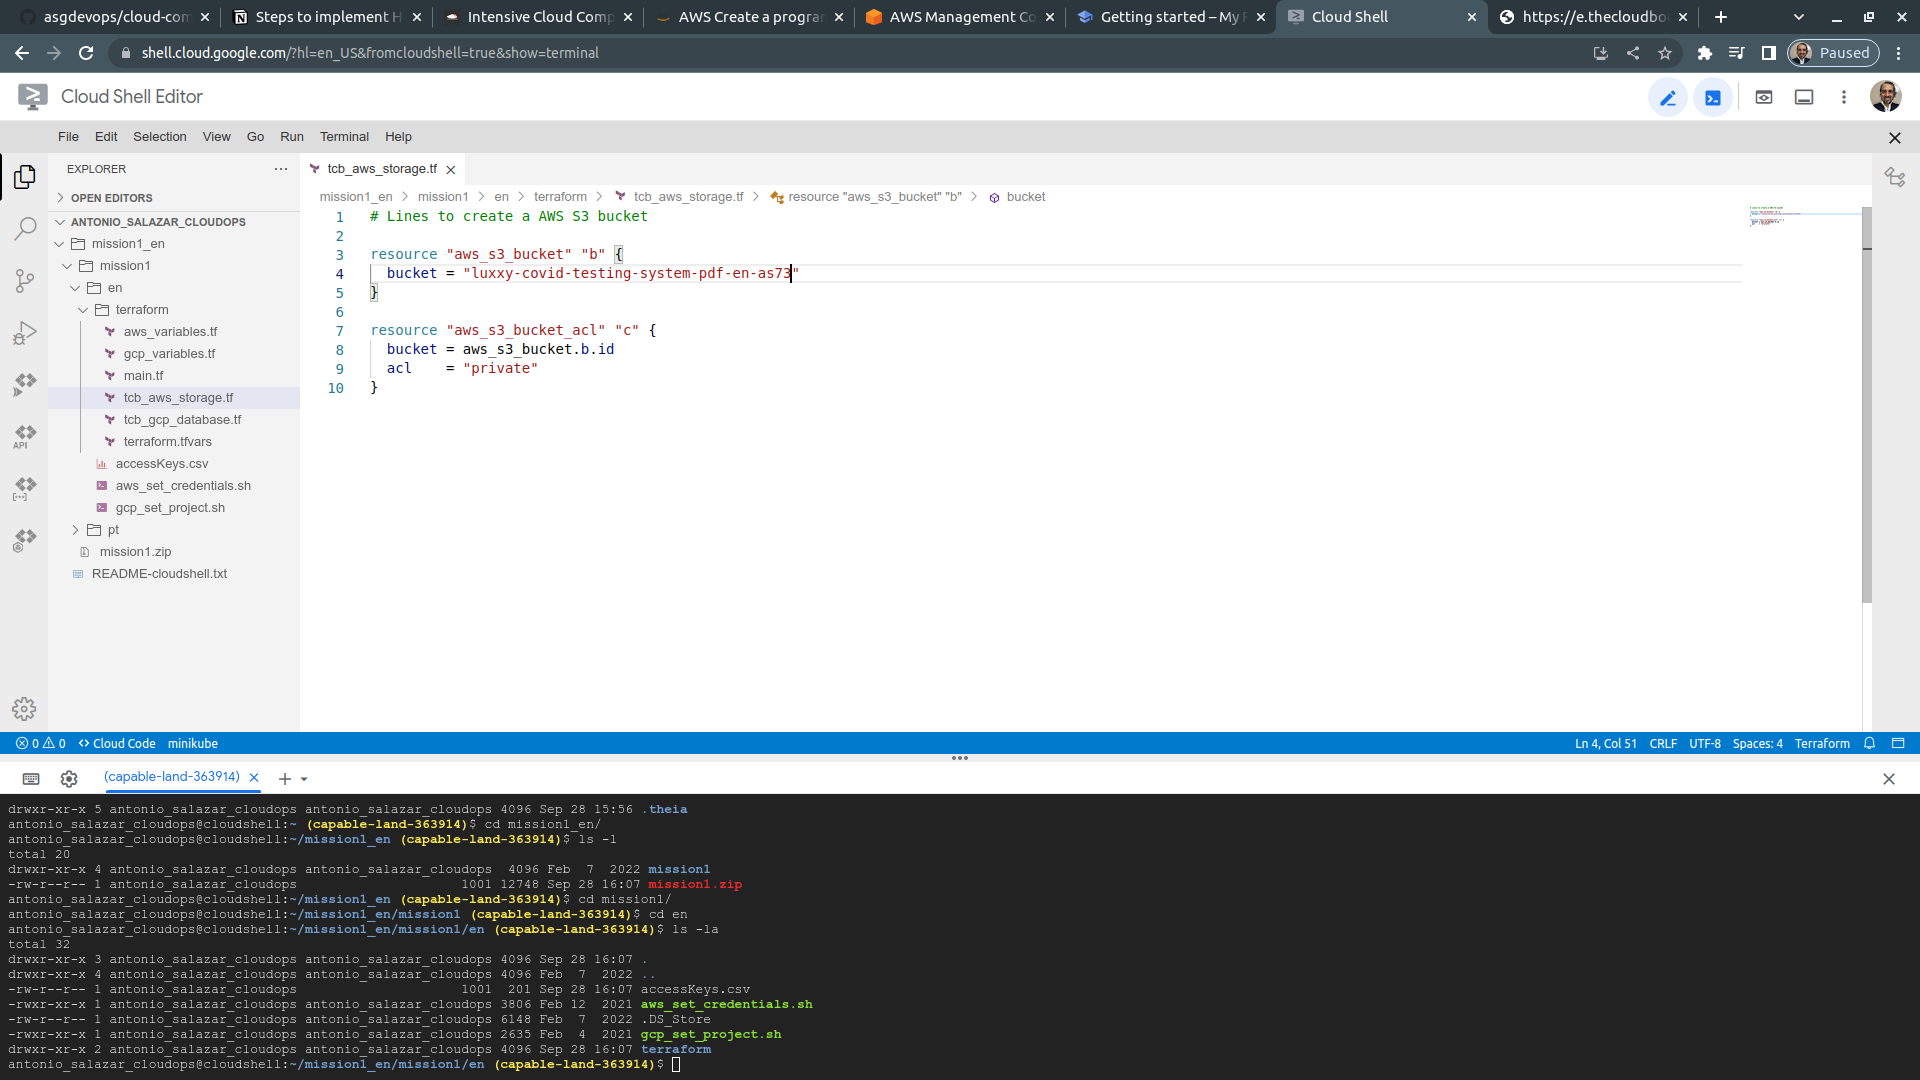 asgdevops/cloud-com
Steps to implement H
Intensive Cloud Comp
AWS Create a program
AWS Management Co
Getting started – My F
Cloud Shell
https://e.thecloudbo
shell.cloud.google.com/?hl=en_US&fromcloudshell=true&show=terminal
Paused
Cloud Shell Editor
File Edit Selection View Go Run Terminal Help
EXPLORER
OPEN EDITORS
ANTONIO_SALAZAR_CLOUDOPS
mission1_en
mission1
en
terraform
aws_variables.tf
gcp_variables.tf
main.tf
tcb_aws_storage.tf
tcb_gcp_database.tf
terraform.tfvars
accessKeys.csv
aws_set_credentials.sh
gcp_set_project.sh
pt
mission1.zip
README-cloudshell.txt
API
tcb_aws_storage.tf
mission1_en > mission1 > en > terraform > tcb_aws_storage.tf > resource "aws_s3_bucket" "b" > bucket
1 # Lines to create a AWS S3 bucket
2
3 resource "aws_s3_bucket" "b" {
4 bucket = "luxxy-covid-testing-system-pdf-en-as73"
5 }
6
7 resource "aws_s3_bucket_acl" "c" {
8 bucket = aws_s3_bucket.b.id
9 acl    = "private"
10 }
0 0 <> Cloud Code minikube
Ln 4, Col 51 CRLF UTF-8 Spaces: 4 Terraform
(capable-land-363914)
drwxr-xr-x 5 antonio_salazar_cloudops antonio_salazar_cloudops 4096 Sep 28 15:56 .theia
antonio_salazar_cloudops@cloudshell:~ (capable-land-363914)$ cd mission1_en/
antonio_salazar_cloudops@cloudshell:~/mission1_en (capable-land-363914)$ ls -l
total 20
drwxr-xr-x 4 antonio_salazar_cloudops antonio_salazar_cloudops  4096 Feb  7  2022 mission1
-rw-r--r-- 1 antonio_salazar_cloudops                     1001 12748 Sep 28 16:07 mission1.zip
antonio_salazar_cloudops@cloudshell:~/mission1_en (capable-land-363914)$ cd mission1/
antonio_salazar_cloudops@cloudshell:~/mission1_en/mission1 (capable-land-363914)$ cd en
antonio_salazar_cloudops@cloudshell:~/mission1_en/mission1/en (capable-land-363914)$ ls -la
total 32
drwxr-xr-x 3 antonio_salazar_cloudops antonio_salazar_cloudops 4096 Sep 28 16:07 .
drwxr-xr-x 4 antonio_salazar_cloudops antonio_salazar_cloudops 4096 Feb  7  2022 ..
-rw-r--r-- 1 antonio_salazar_cloudops                     1001  201 Sep 28 16:07 accessKeys.csv
-rwxr-xr-x 1 antonio_salazar_cloudops antonio_salazar_cloudops 3806 Feb 12  2021 aws_set_credentials.sh
-rw-r--r-- 1 antonio_salazar_cloudops antonio_salazar_cloudops 6148 Feb  7  2022 .DS_Store
-rwxr-xr-x 1 antonio_salazar_cloudops antonio_salazar_cloudops 2635 Feb  4  2021 gcp_set_project.sh
drwxr-xr-x 2 antonio_salazar_cloudops antonio_salazar_cloudops 4096 Sep 28 16:07 terraform
antonio_salazar_cloudops@cloudshell:~/mission1_en/mission1/en (capable-land-363914)$